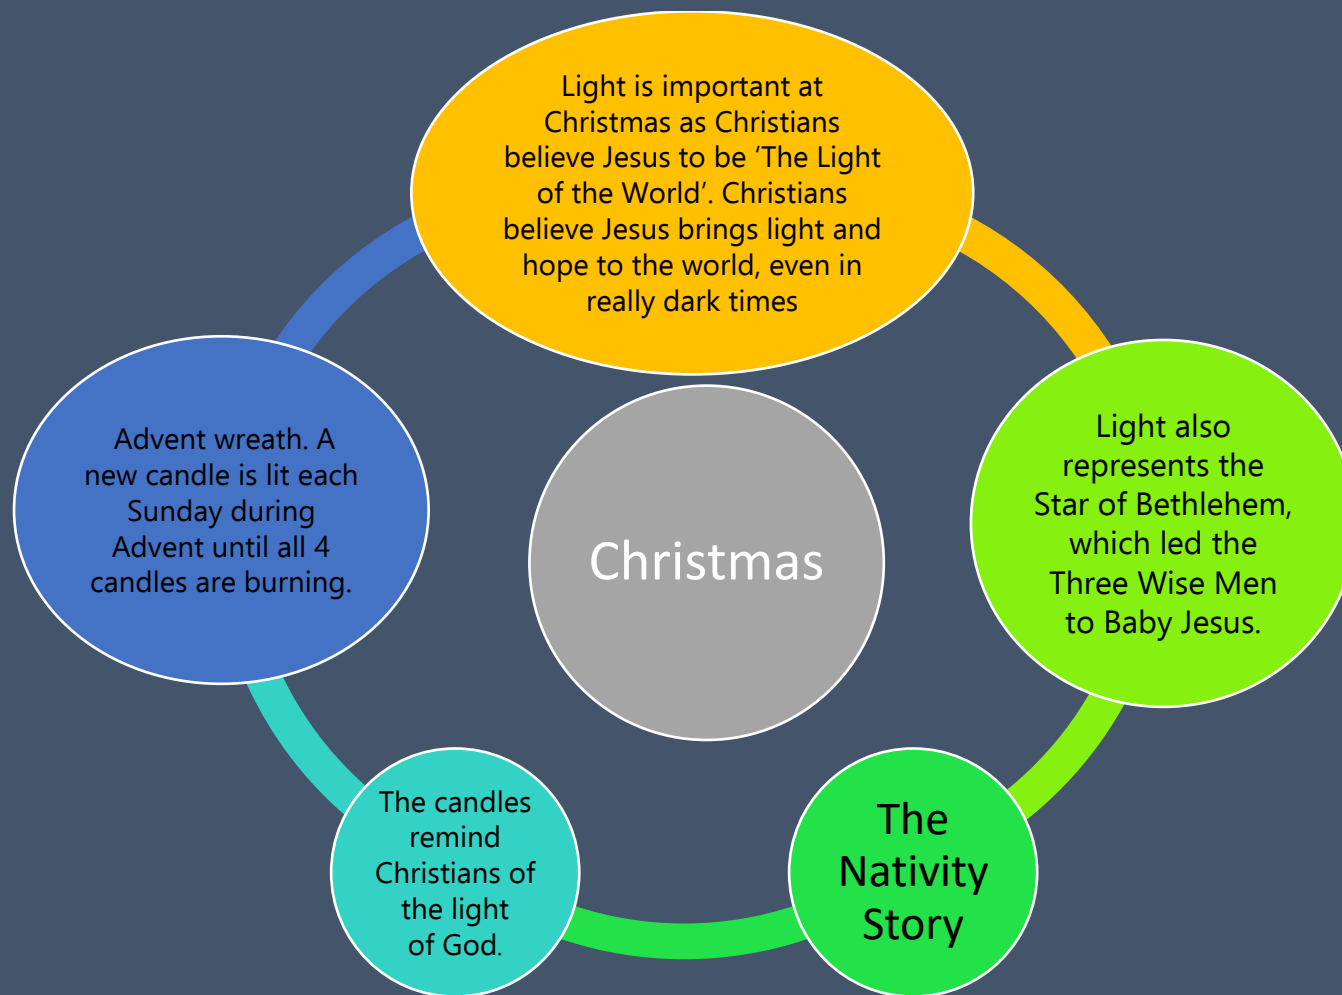 Light is important at
Christmas as Christians
believe Jesus to be ‘The Light
of the World’. Christians
believe Jesus brings light and
hope to the world, even in
really dark times
Light also
represents the
Star of Bethlehem,
which led the
Three Wise Men
to Baby Jesus.
The
Nativity
Story
The candles
remind
Christians of
the light
of God.
Advent wreath. A
new candle is lit each
Sunday during
Advent until all 4
candles are burning.
Christmas